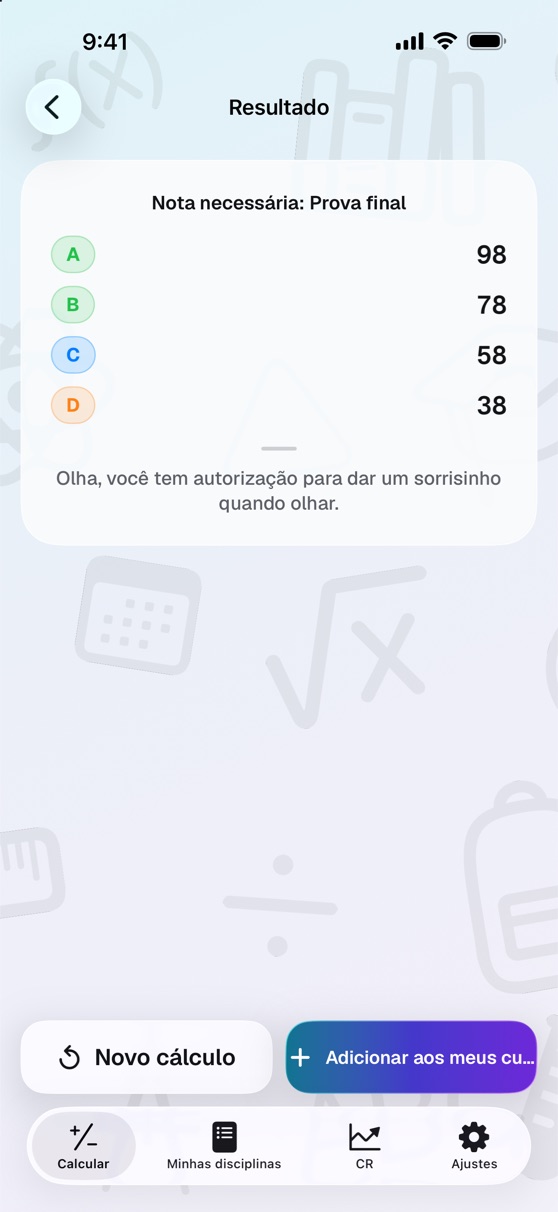 9:41
Resultado
Nota necessária: Prova final
A 98
B 78
C 58
D 38
Olha, você tem autorização para dar um sorrisinho
quando olhar.
Novo cálculo
Adicionar aos meus cu...
Calcular
Minhas disciplinas
CR
Ajustes